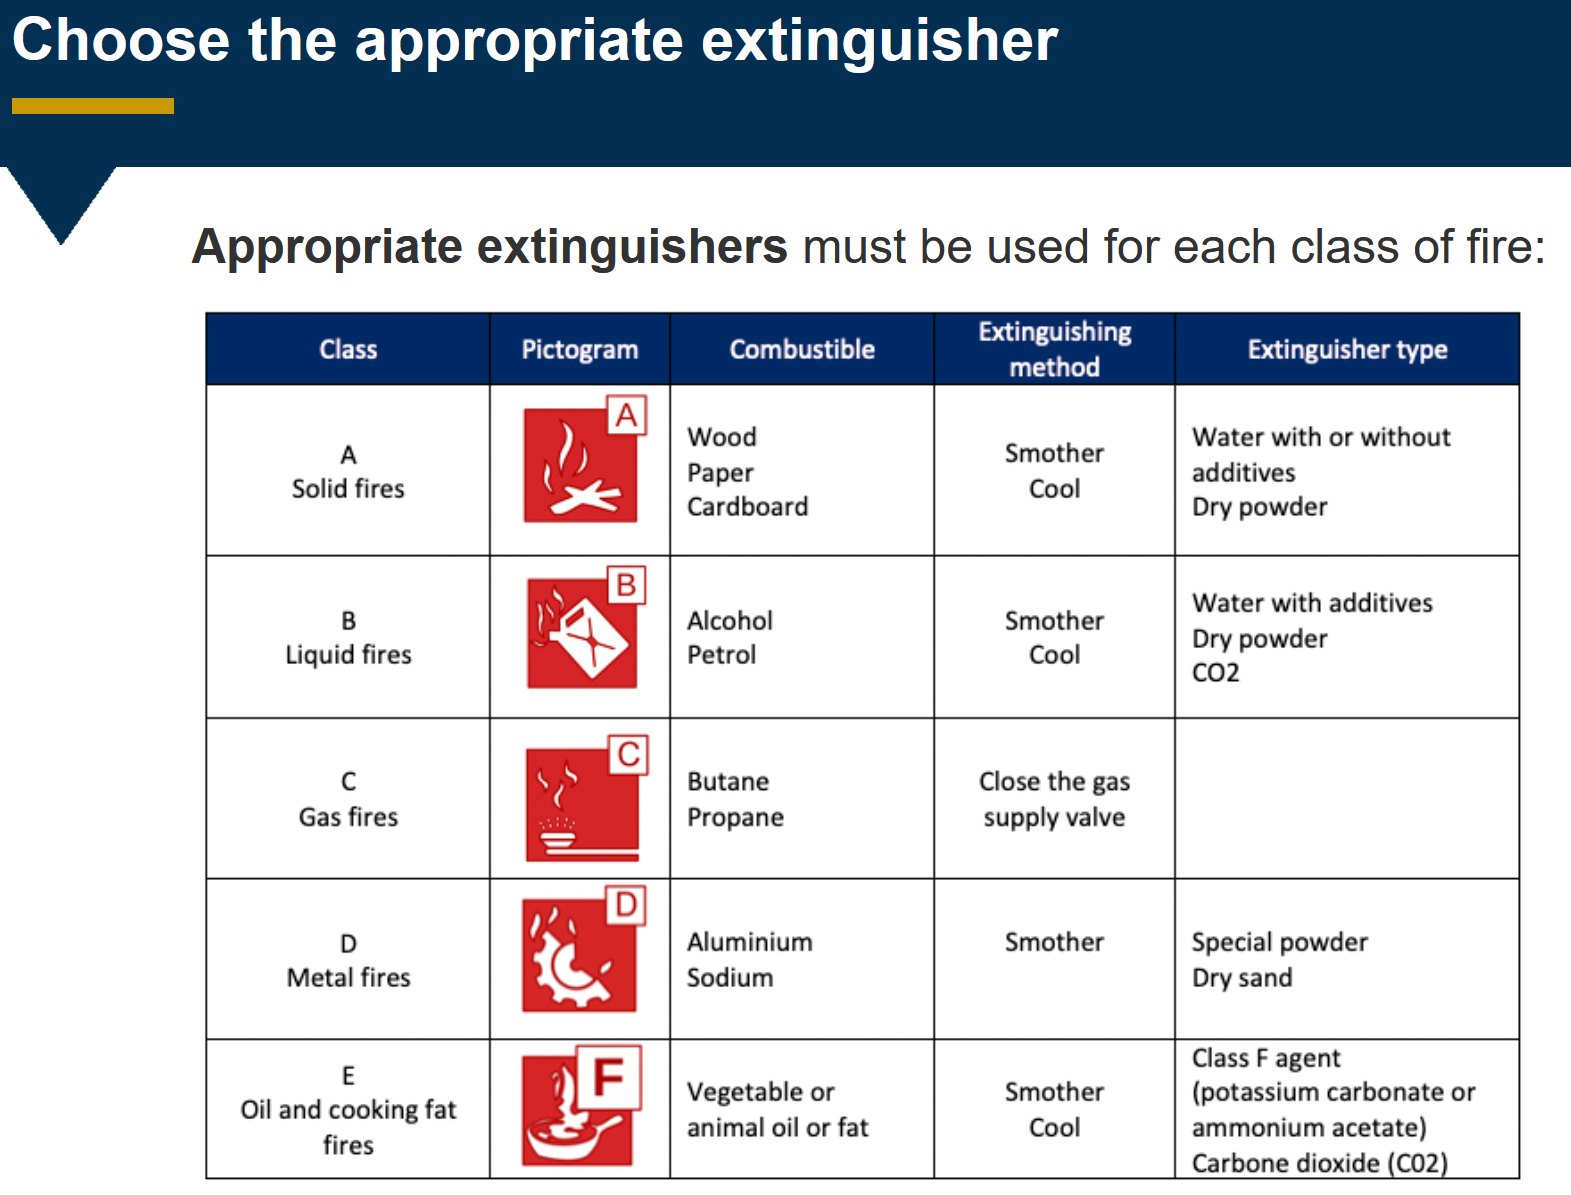 Choose the appropriate extinguisher
Appropriate extinguishers must be used for each class of fire:
Class
Pictogram
Combustible
Extinguishing
method
Extinguisher type
A
Solid fires
A
Wood
Paper
Cardboard
Smother
Cool
Water with or without
additives
Dry powder
B
Liquid fires
B
Alcohol
Petrol
Smother
Cool
Water with additives
Dry powder
CO2
C
Gas fires
C
Butane
Propane
Close the gas
supply valve
D
Metal fires
D
Aluminium
Sodium
Smother
Special powder
Dry sand
E
Oil and cooking fat
fires
F
Vegetable or
animal oil or fat
Smother
Cool
Class F agent
(potassium carbonate or
ammonium acetate)
Carbone dioxide (C02)